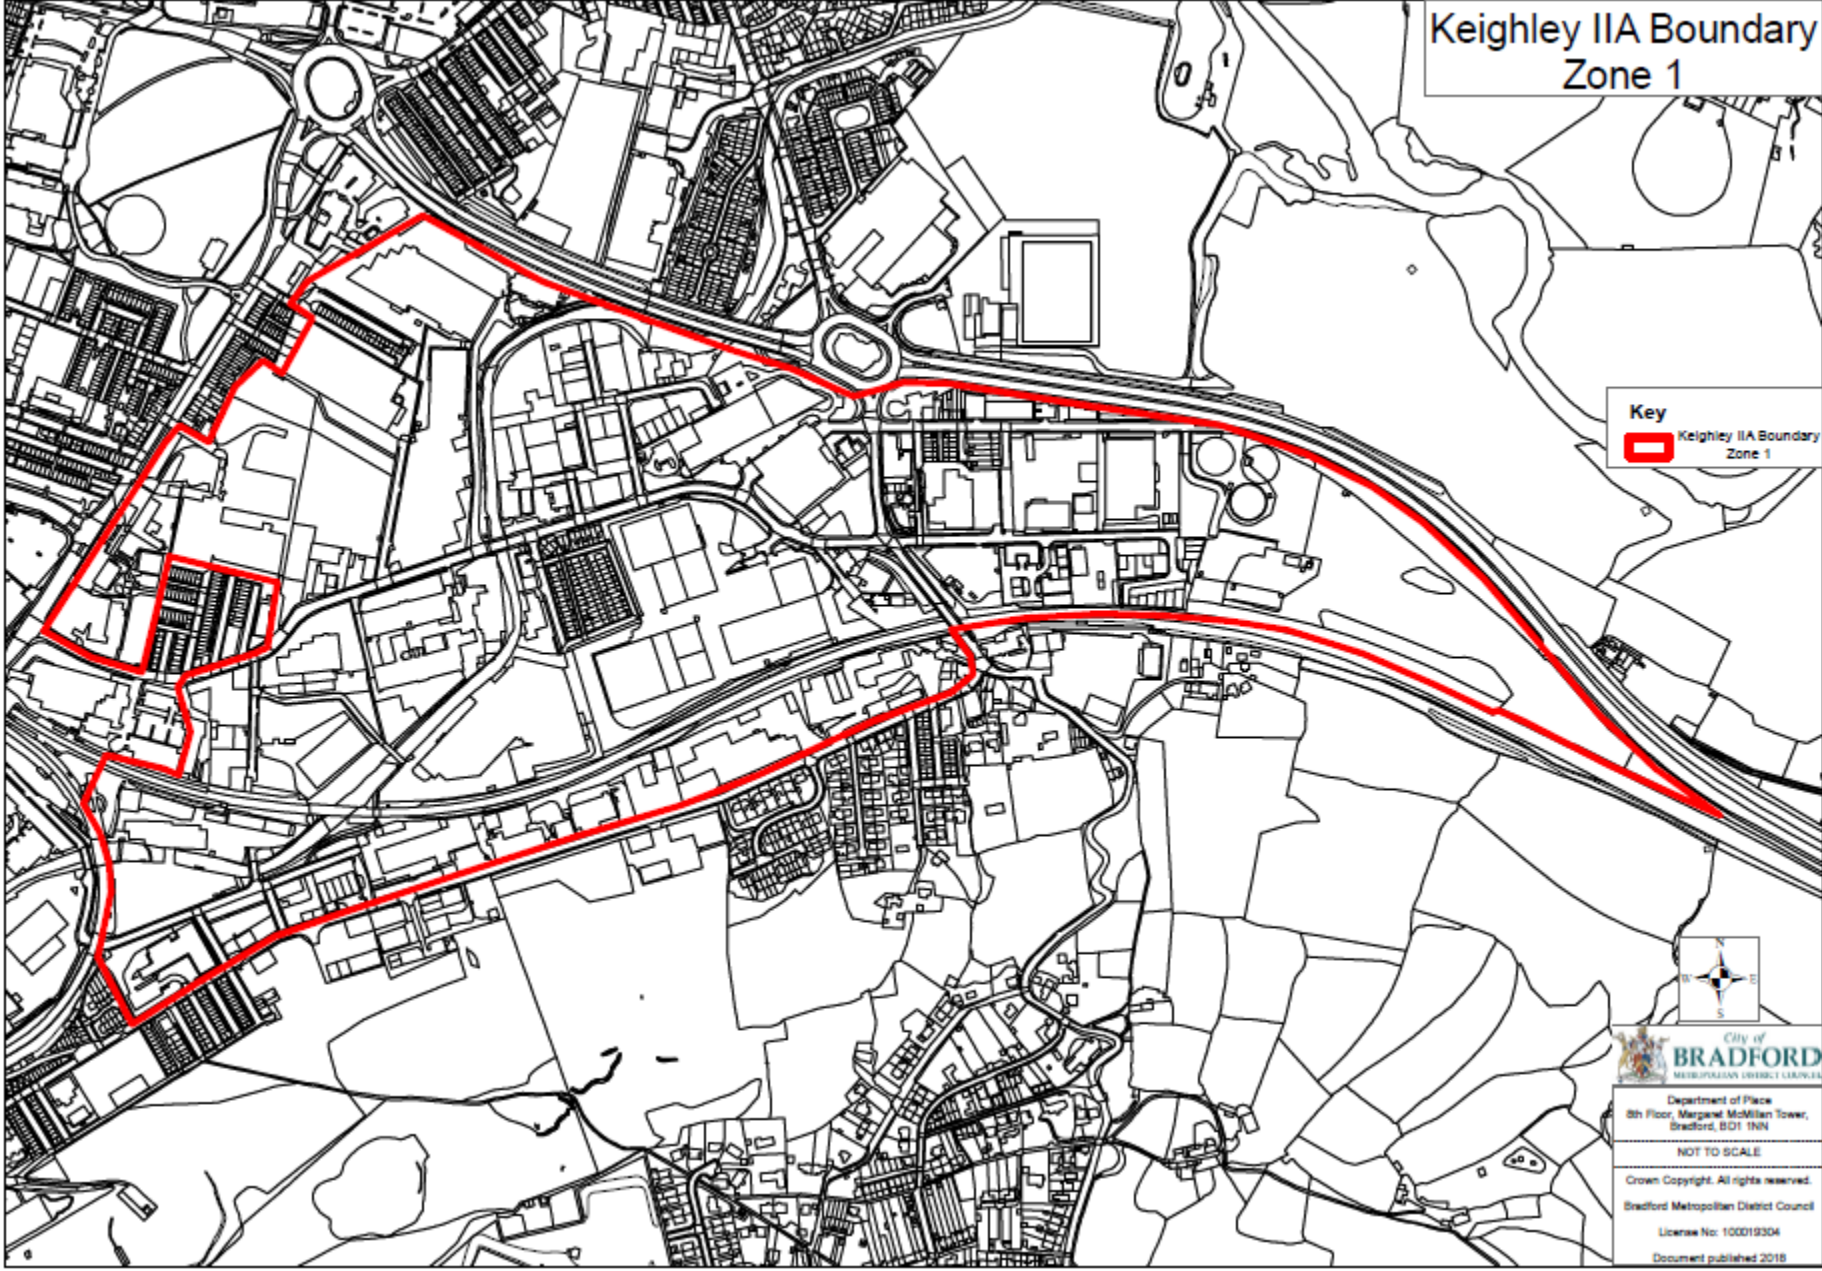 Keighley IIA Boundary
Zone 1
Key
Keighley IIA Boundary
Zone 1
N
W
E
S
City of
BRADFORD
METROPOLITAN DISTRICT COUNCIL
Department of Place
8th Floor, Margaret McMillan Tower,
Bradford, BD1 1NN
NOT TO SCALE
Crown Copyright. All rights reserved.
Bradford Metropolitan District Council
License No: 100019304
Document published 2018